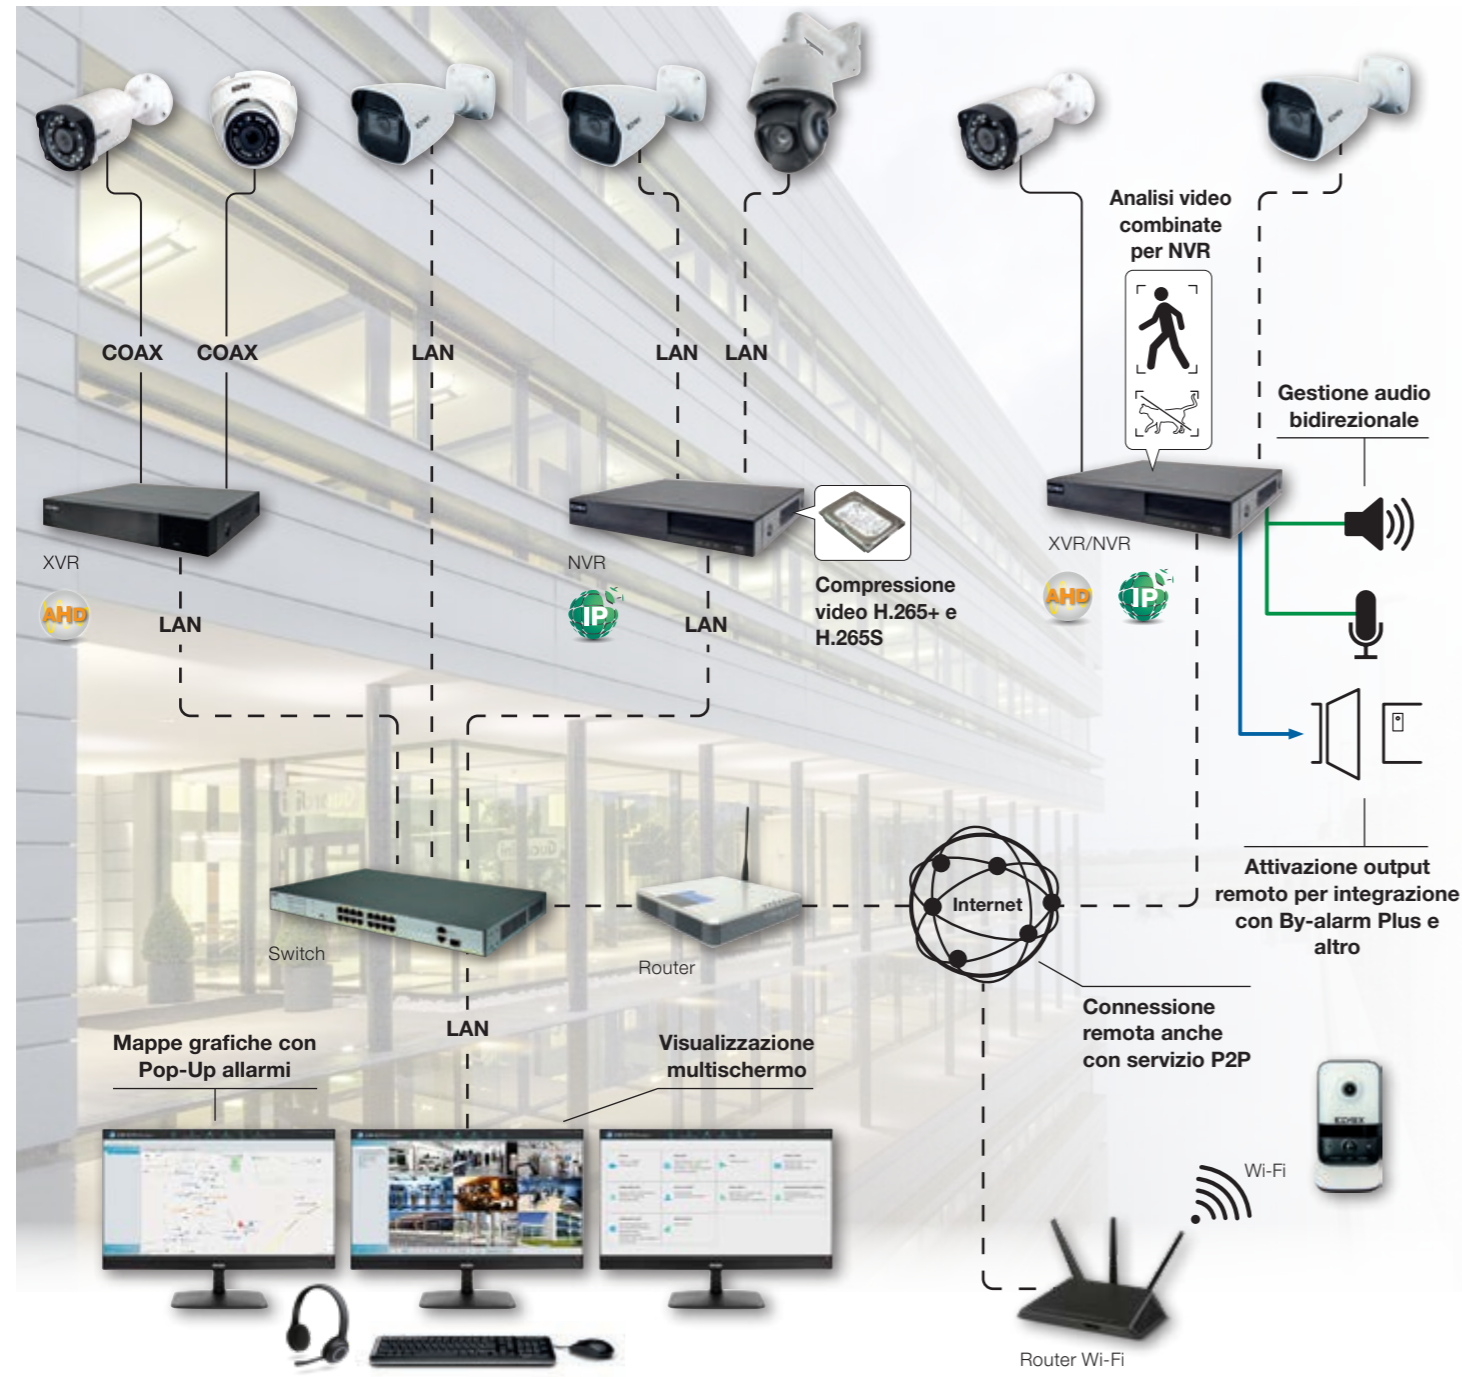 Analisi video
combinate
per NVR
COAX
COAX
LAN
LAN
LAN
Gestione audio
bidirezionale
XVR
AHD
LAN
NVR
IP
LAN
Compressione
video H.265+ e
H.265S
XVR/NVR
AHD
IP
Attivazione output
remoto per integrazione
con By-alarm Plus e
altro
Internet
Switch
Router
Connessione
remota anche
con servizio P2P
LAN
Mappe grafiche con
Pop-Up allarmi
Visualizzazione
multischermo
Wi-Fi
Router Wi-Fi